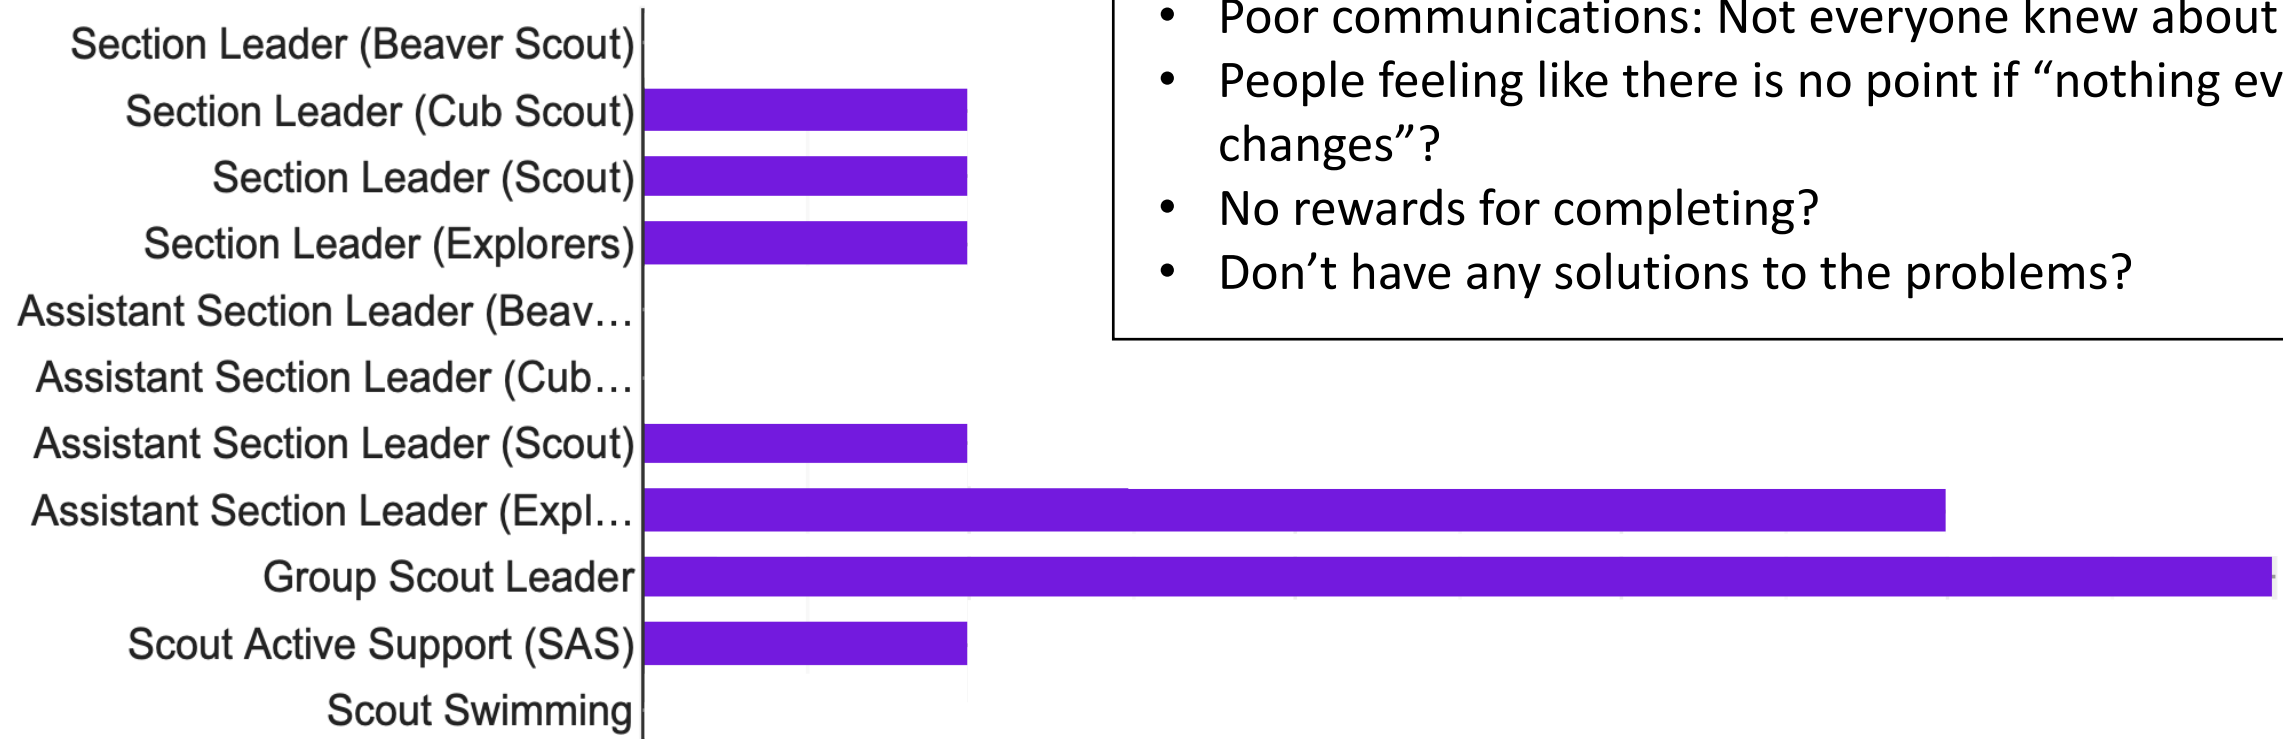 Section Leader (Beaver Scout)
Section Leader (Cub Scout)
Section Leader (Scout)
Section Leader (Explorers)
Assistant Section Leader (Beav…
Assistant Section Leader (Cub…
Assistant Section Leader (Scout)
Assistant Section Leader (Expl…
Group Scout Leader
Scout Active Support (SAS)
Scout Swimming
• Poor communications: Not everyone knew about
• People feeling like there is no point if “nothing ev
changes”?
• No rewards for completing?
• Don’t have any solutions to the problems?